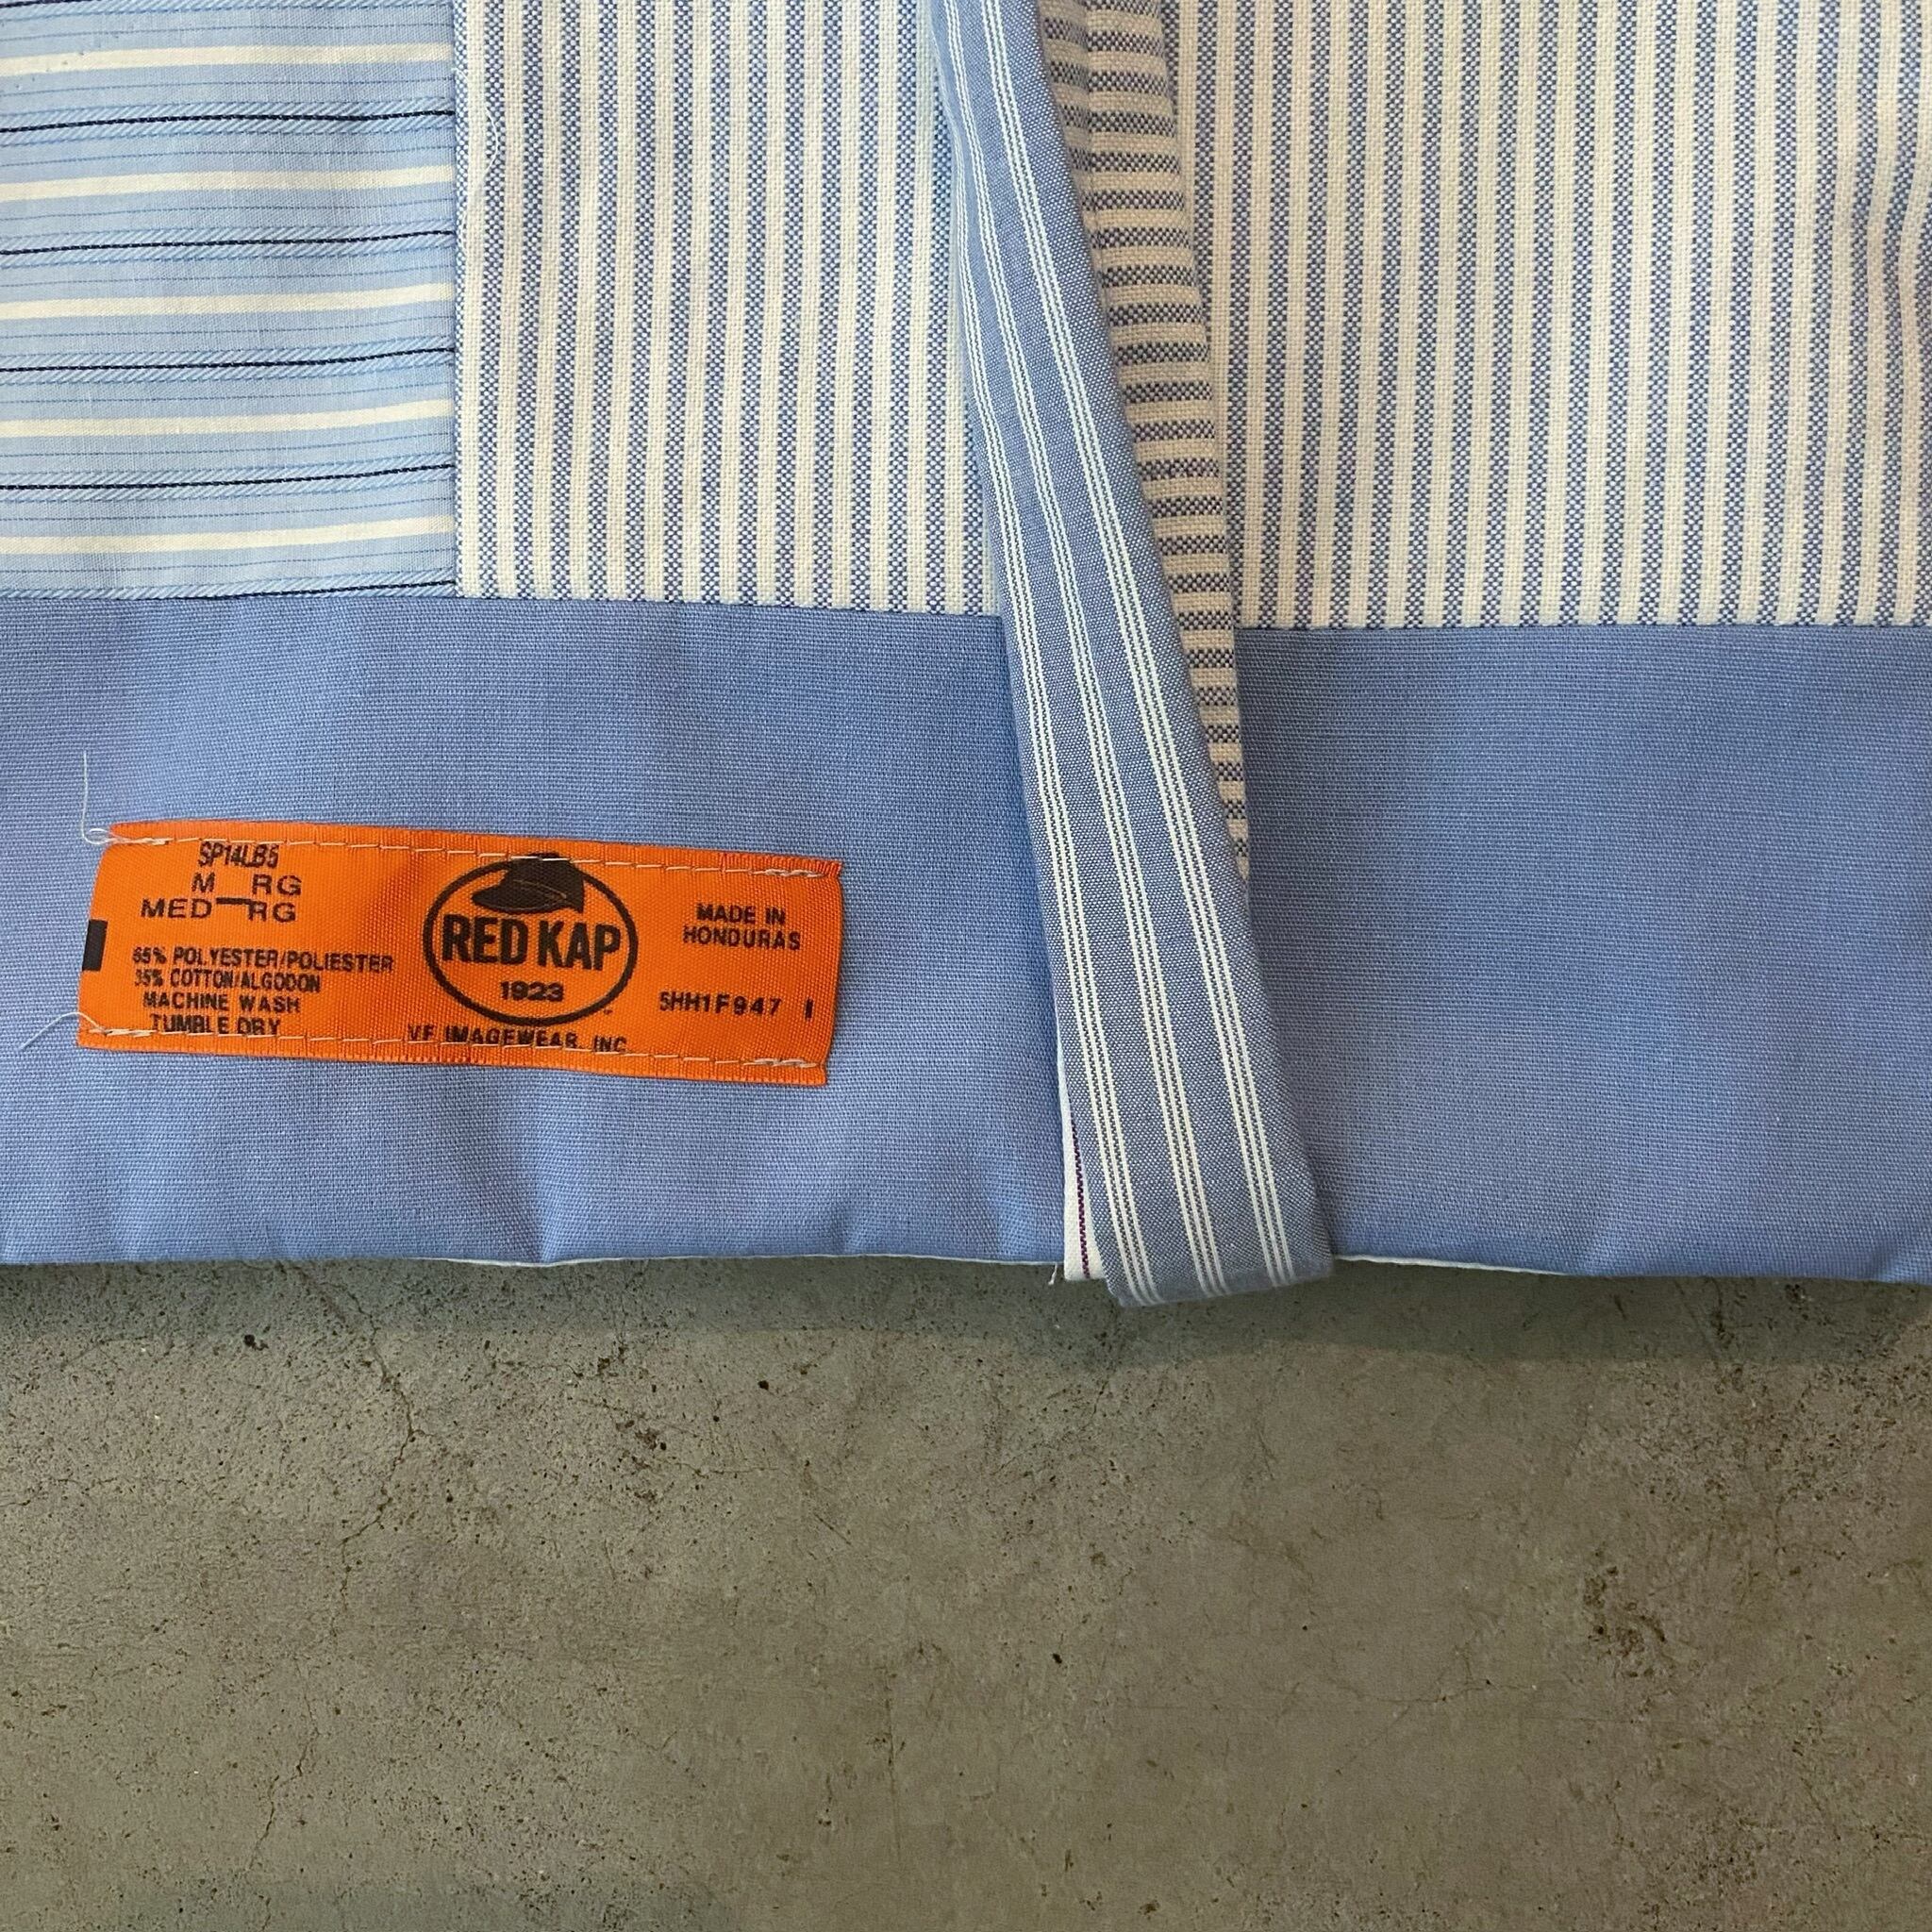 SP14LB5
M RG
MED RG
65% POLYESTER/POLIESTER
35% COTTON/ALGODON
MACHINE WASH
TUMBLE DRY
RED KAP
1923
VF IMAGEWEAR, INC
MADE IN
HONDURAS
5HH1F947 I